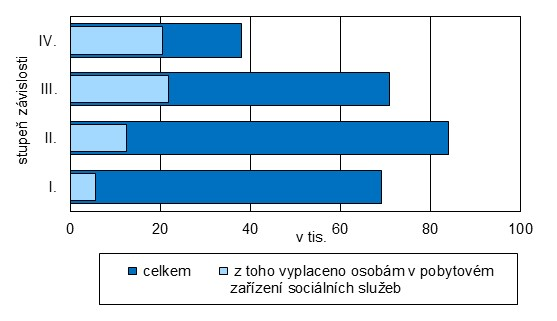 stupeň závislosti
IV.
III.
II.
I.
0 20 40 60 80 100
v tis.
celkem z toho vyplaceno osobám v pobytovém
zařízení sociálních služeb